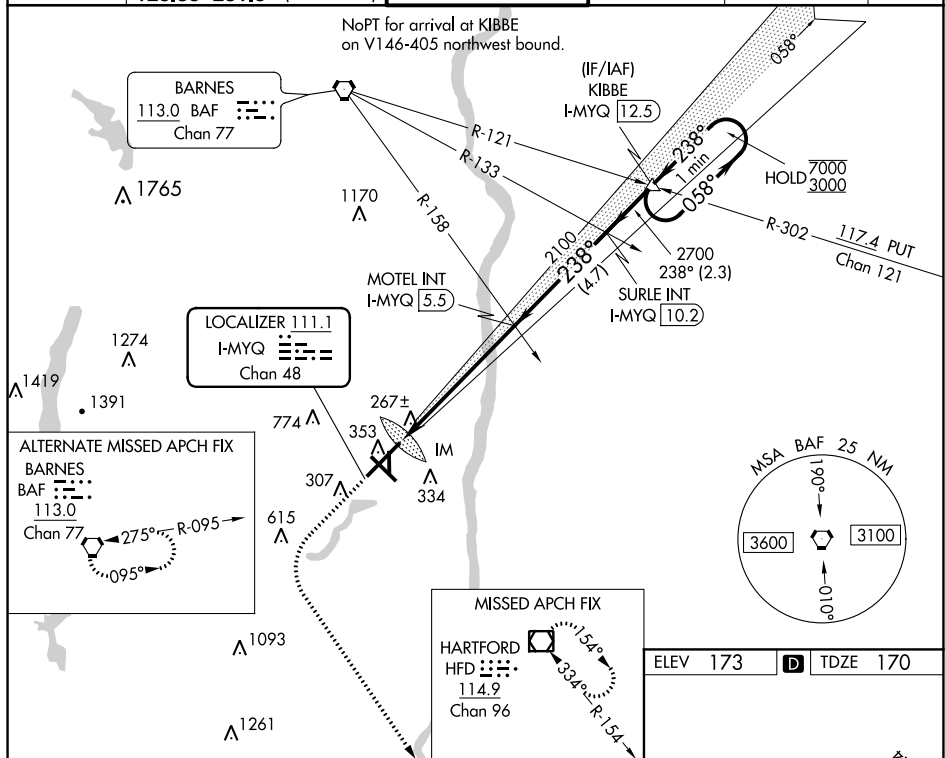 NoPT for arrival at KIBBE
on V146-405 northwest bound.
058°
BARNES
113.0 BAF
Chan 77
(IF/IAF)
KIBBE
I-MYQ 12.5
R-121
R-133
R-158
238°
1 min
058°
HOLD 7000
3000
1765
1170
R-302
117.4 PUT
Chan 121
2100
238°
(4.7)
2700
238° (2.3)
SURLE INT
I-MYQ 10.2
MOTEL INT
I-MYQ 5.5
LOCALIZER 111.1
I-MYQ
Chan 48
1274
1419
1391
774
267±
353
IM
307
334
615
ALTERNATE MISSED APCH FIX
BARNES
BAF
113.0
Chan 77
275°
R-095
095°
MSA BAF 25 NM
190°
3600
3100
010°
1093
1261
MISSED APCH FIX
HARTFORD
HFD
114.9
Chan 96
154°
334°
R-154
ELEV 173 D TDZE 170